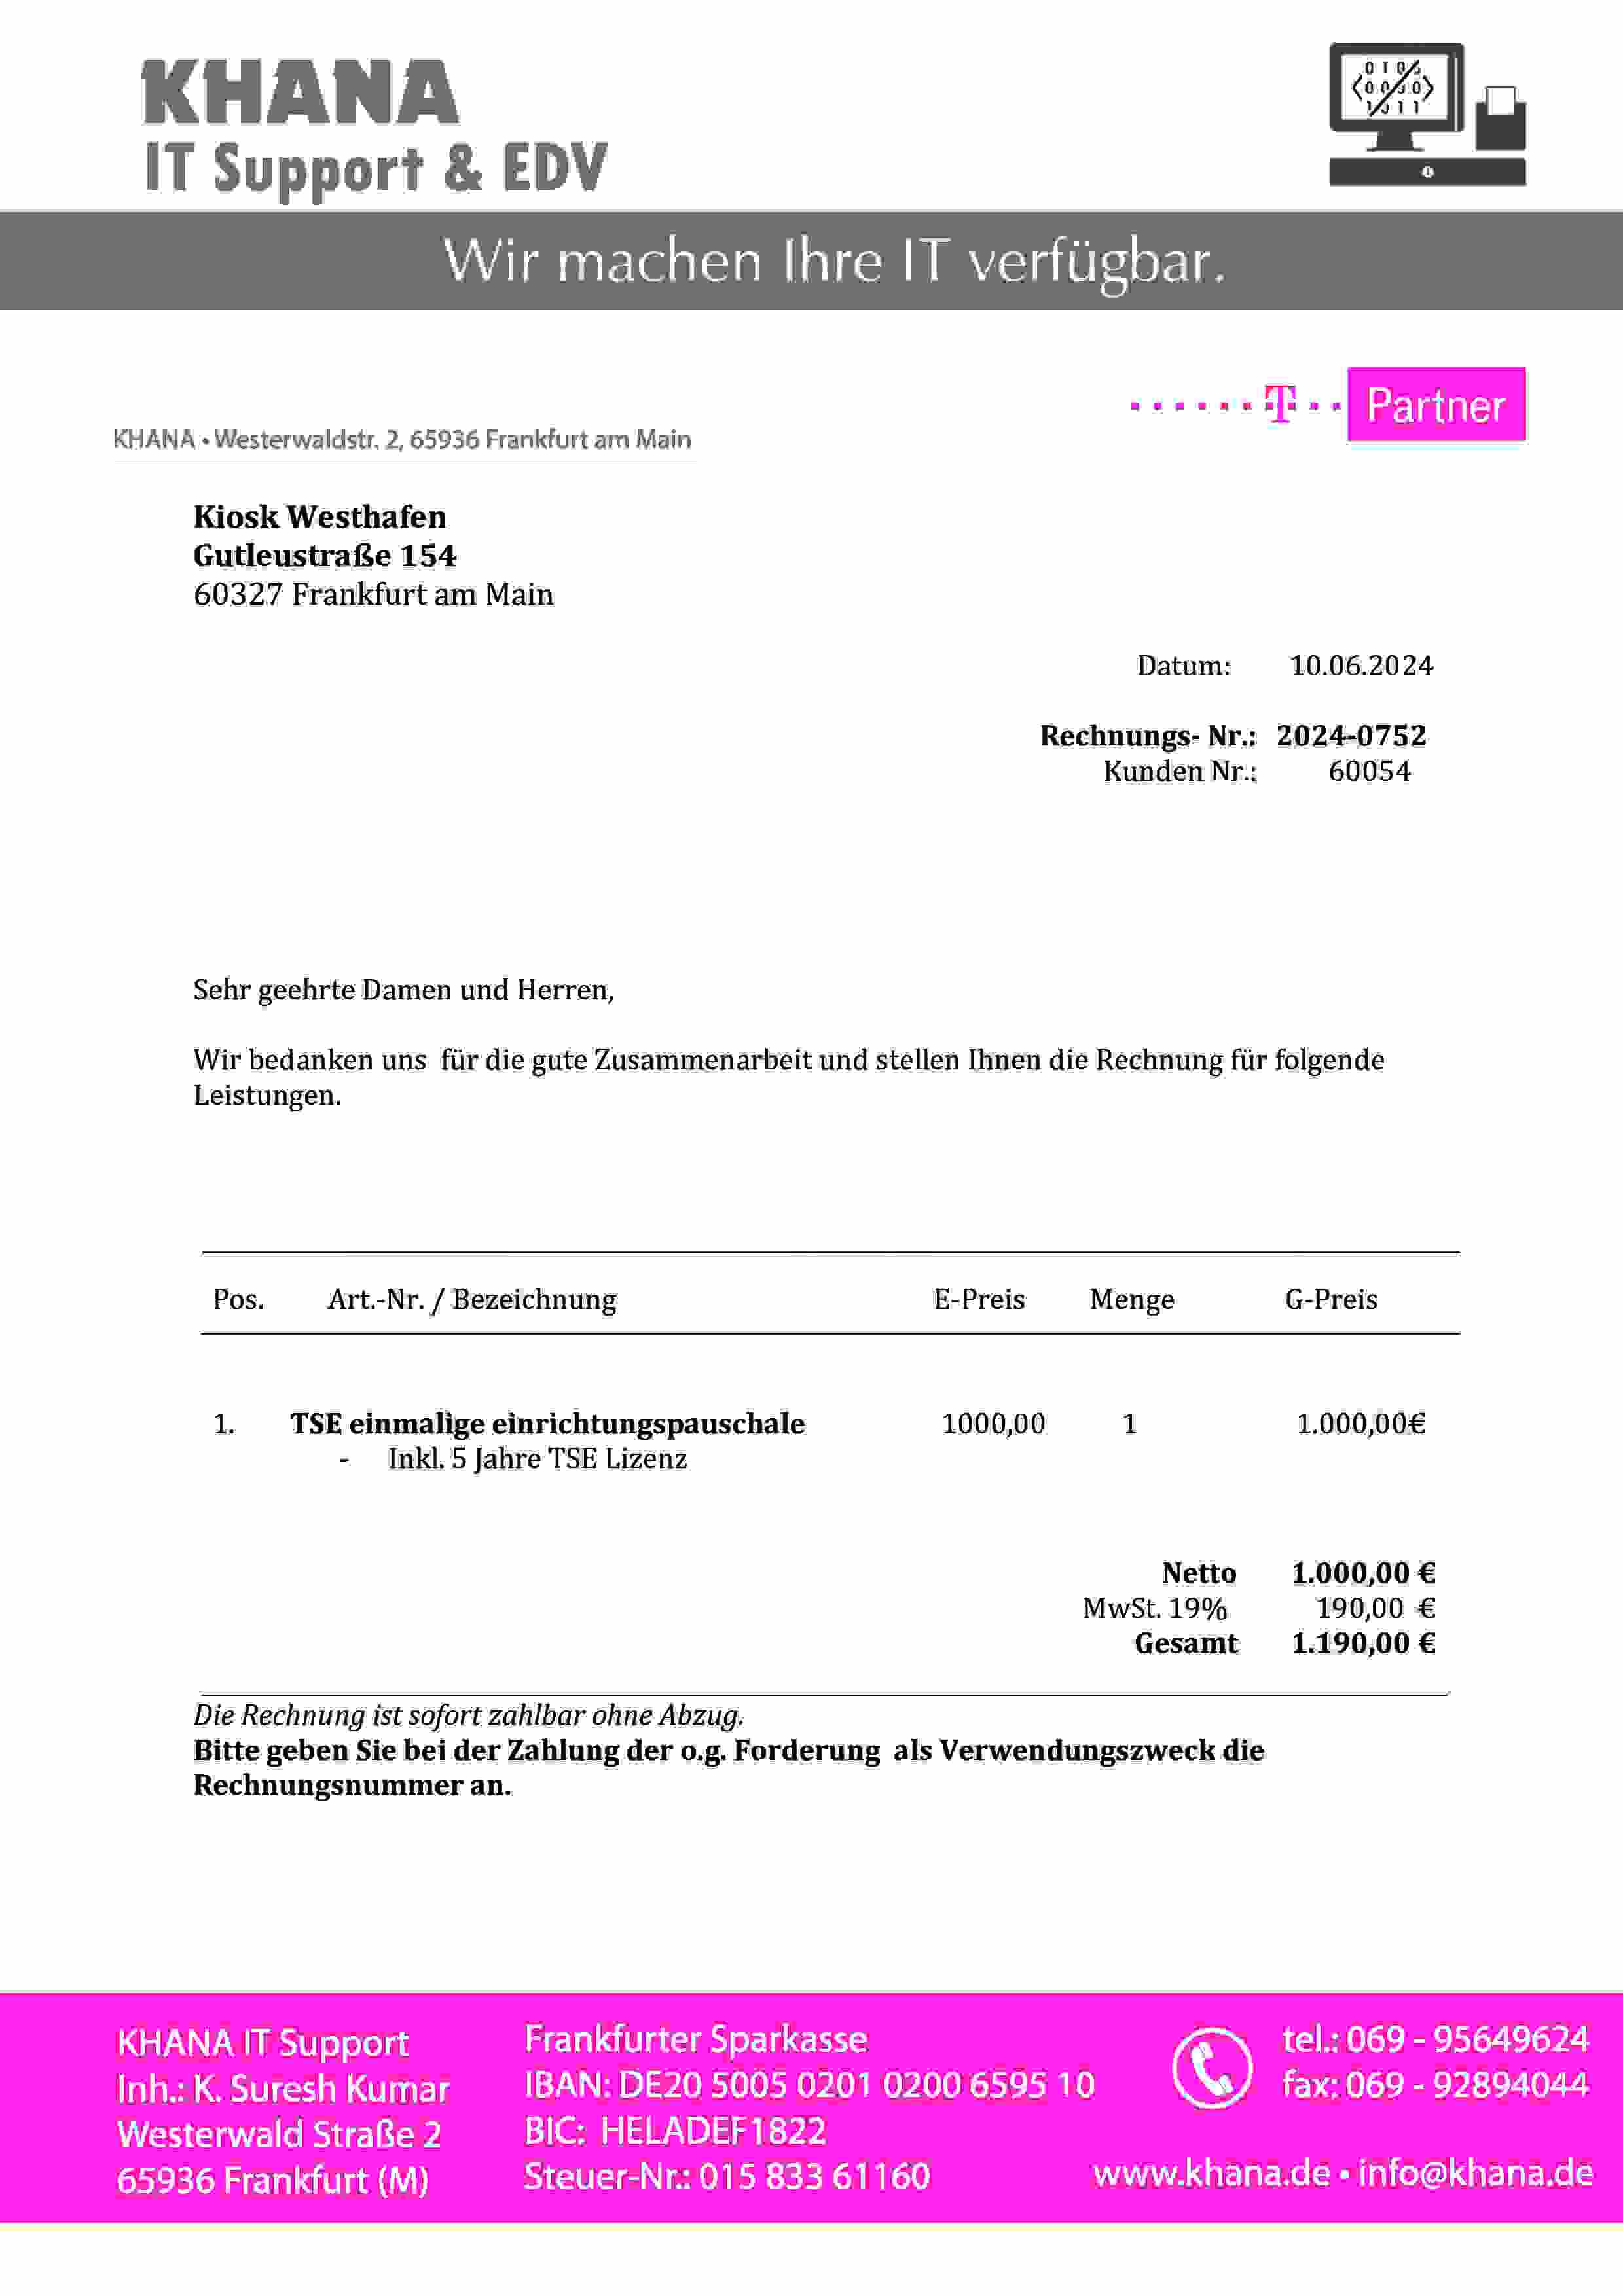 KHANA
IT Support & EDV
Wir machen Ihre IT verfügbar.
T Partner
KHANA • Westerwaldstr. 2, 65936 Frankfurt am Main
Kiosk Westhafen
Gutleustraße 154
60327 Frankfurt am Main
Datum: 10.06.2024
Rechnungs- Nr.: 2024-0752
Kunden Nr.: 60054
Sehr geehrte Damen und Herren,
Wir bedanken uns für die gute Zusammenarbeit und stellen Ihnen die Rechnung für folgende
Leistungen.
Pos. Art.-Nr. / Bezeichnung E-Preis Menge G-Preis
1. TSE einmalige einrichtungspauschale 1000,00 1 1.000,00€
- Inkl. 5 Jahre TSE Lizenz
Netto 1.000,00 €
MwSt. 19% 190,00 €
Gesamt 1.190,00 €
Die Rechnung ist sofort zahlbar ohne Abzug.
Bitte geben Sie bei der Zahlung der o.g. Forderung als Verwendungszweck die
Rechnungsnummer an.
KHANA IT Support
Inh.: K. Suresh Kumar
Westerwald Straße 2
65936 Frankfurt (M)
Frankfurter Sparkasse
IBAN: DE20 5005 0201 0200 6595 10
BIC: HELADEF1822
Steuer-Nr.: 015 833 61160
tel.: 069 - 95649624
fax: 069 - 92894044
www.khana.de • info@khana.de